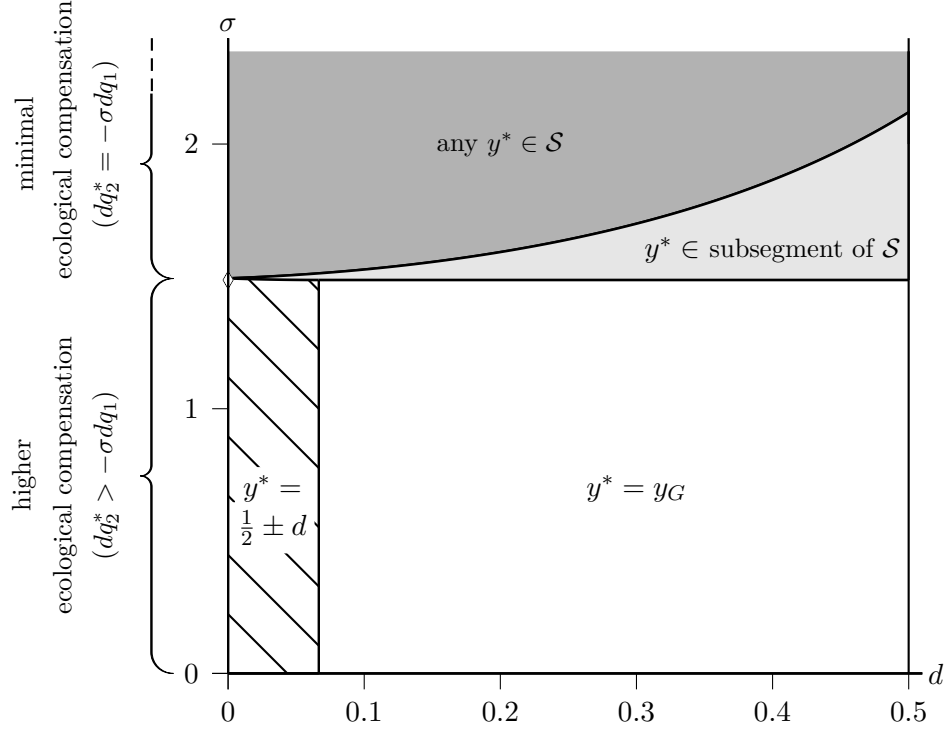 minimal
ecological compensation
(dq₂* = −σdq₁)
higher
ecological compensation
(dq₂* > −σdq₁)
σ
2
1
0
any y* ∈ 𝒮
y* ∈ subsegment of 𝒮
y* =
½ ± d
y* = y_G
0
0.1
0.2
0.3
0.4
0.5
d